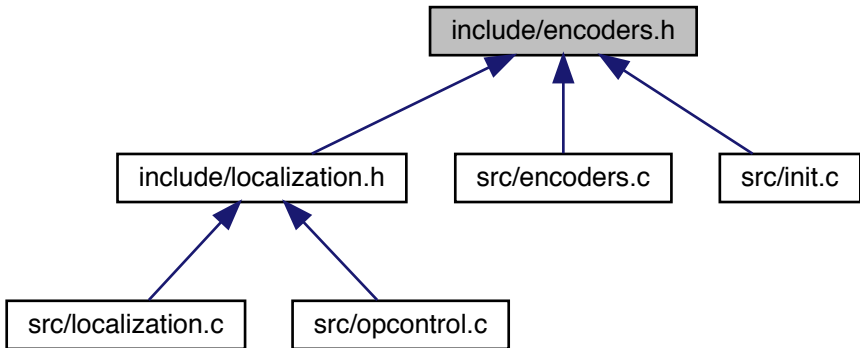 include/encoders.h
include/localization.h
src/encoders.c
src/init.c
src/localization.c
src/opcontrol.c